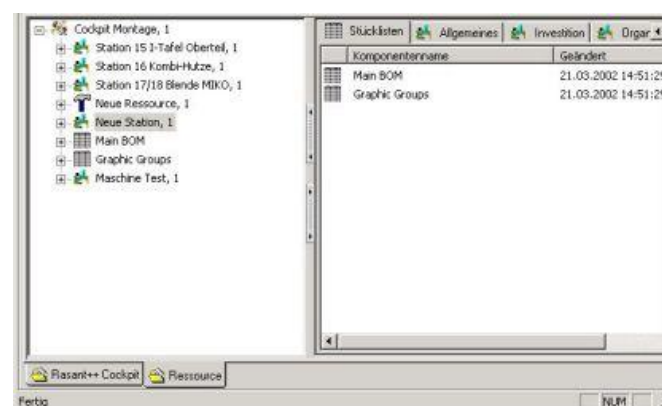 Cockpit Montage, 1
Station 15 I-Tafel Oberteil, 1
Station 16 Kombi-Hutze, 1
Station 17/18 Blende MIKO, 1
Neue Ressource, 1
Neue Station, 1
Main BOM
Graphic Groups
Maschine Test, 1
Stücklisten Allgemeines Investition Orgar
Komponentenname Geändert
Main BOM 21.03.2002 14:51:29
Graphic Groups 21.03.2002 14:51:29
Rasant++ Cockpit Ressource
Fertig NUM